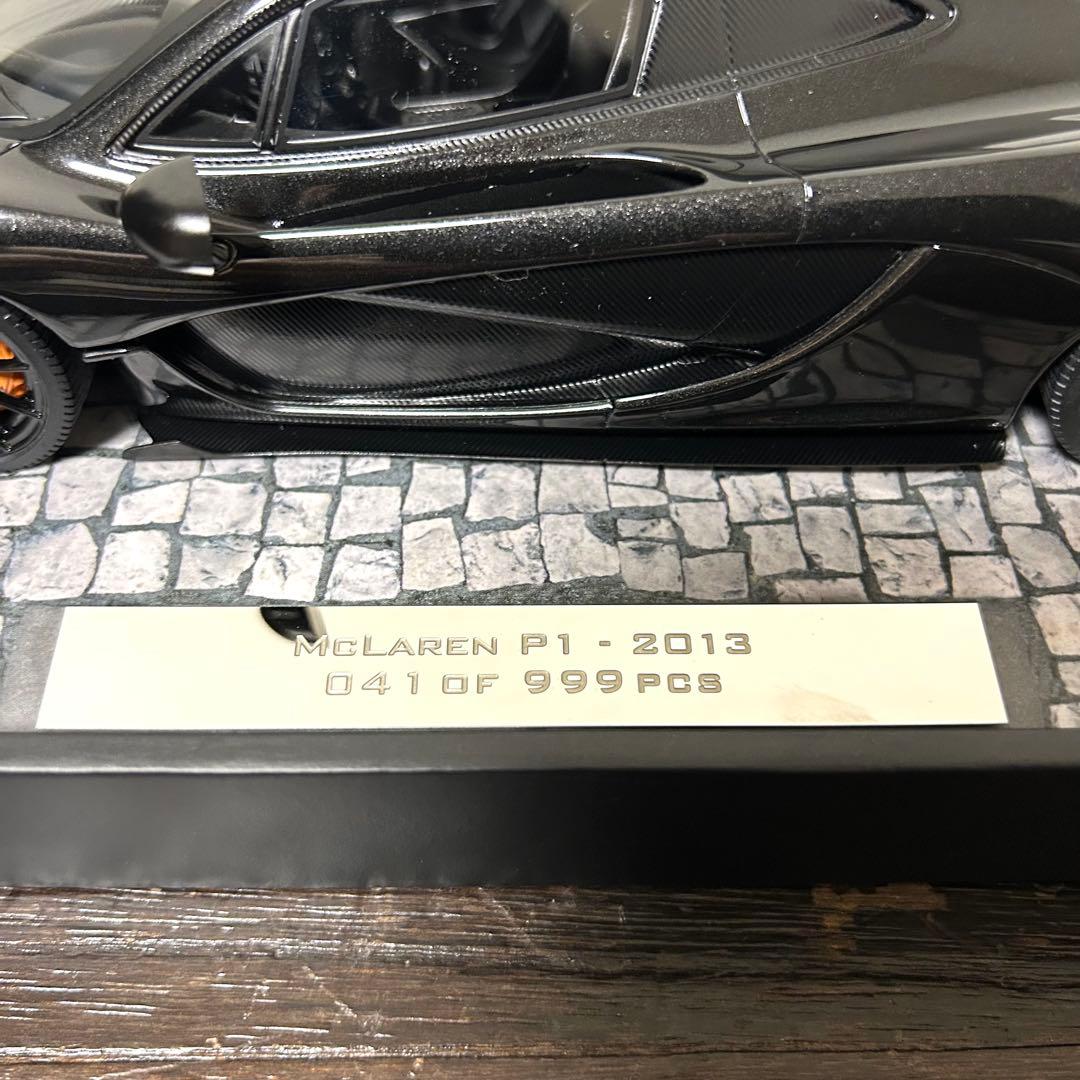 McLaren P1 - 2013
041 of 999 pcs